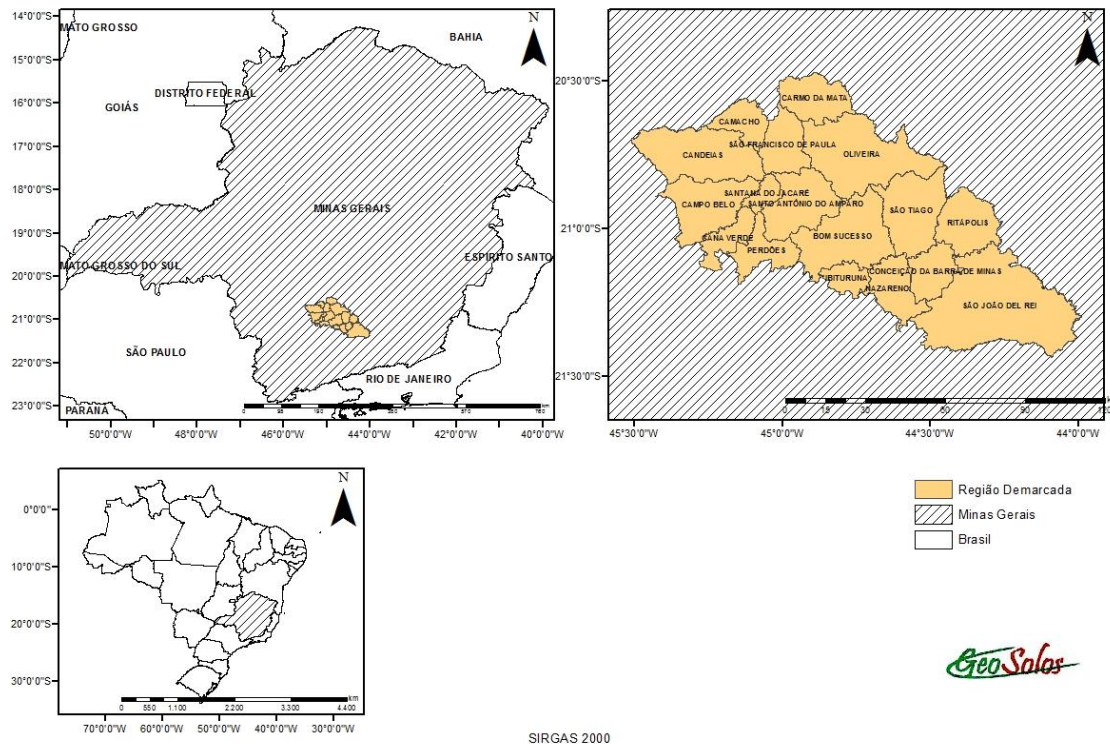 14°0'0"S
15°0'0"S
16°0'0"S
17°0'0"S
18°0'0"S
19°0'0"S
20°0'0"S
21°0'0"S
22°0'0"S
23°0'0"S
N
MATO GROSSO
BAHIA
DISTRITO FEDERAL
GOIÁS
MINAS GERAIS
MATO GROSSO DO SUL
ESPIRITO SANTO
SÃO PAULO
RIO DE JANEIRO
PARANÁ
50°0'0"W 48°0'0"W 46°0'0"W 44°0'0"W 42°0'0"W 40°0'0"W
N
20°30'0"S
21°0'0"S
21°30'0"S
CARMO DA MATA
CAMACHO
SÃO FRANCISCO DE PAULA
CANDEIAS
OLIVEIRA
SANTANA DO JACARÉ
CAMPO BELO
SANTO ANTÔNIO DO AMPARO
SÃO TIAGO
RITÁPOLIS
BOM SUCESSO
CANA VERDE
PERDÕES
IBITURUNA
CONCEIÇÃO DA BARRA DE MINAS
NAZARENO
SÃO JOÃO DEL REI
0 15 30 60 90 120
45°30'0"W 45°0'0"W 44°30'0"W 44°0'0"W
N
0°0'0"
10°0'0"S
20°0'0"S
30°0'0"S
km
0 550 1.100 2.200 3.300 4.400
70°0'0"W 60°0'0"W 50°0'0"W 40°0'0"W 30°0'0"W
Região Demarcada
Minas Gerais
Brasil
GeoSolos
SIRGAS 2000